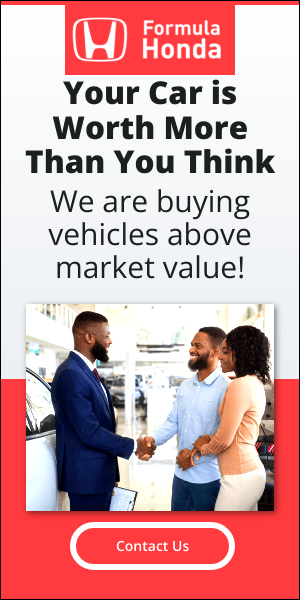 Formula
Honda
Your Car is
Worth More
Than You Think
We are buying
vehicles above
market value!
Contact Us